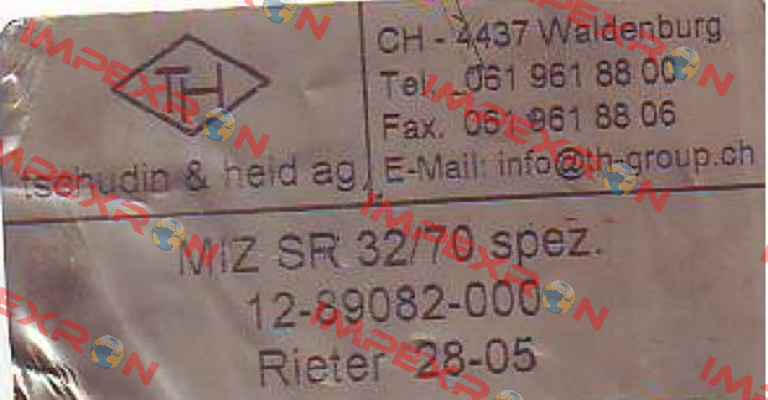 TH
tschudin & heid ag
CH - 4437 Waldenburg
Tel. 061 961 88 00
Fax. 061 961 88 06
E-Mail: info@th-group.ch
MIZ SR 32/70 spez.
12-89082-000
Rieter 28-05
IMPEXRON